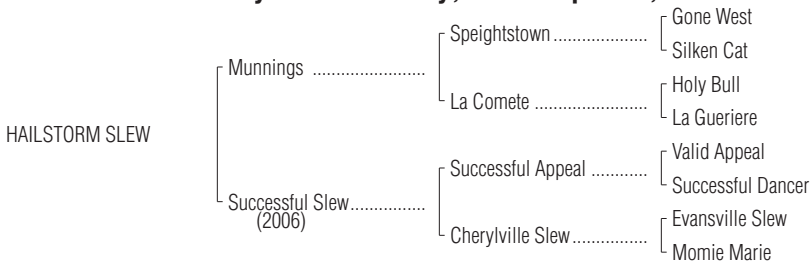 Gone West
Speightstown
Silken Cat
Munnings
Holy Bull
La Comete
La Gueriere
HAILSTORM SLEW
Valid Appeal
Successful Appeal
Successful Dancer
Successful Slew
(2006)
Evansville Slew
Cherylville Slew
Momie Marie